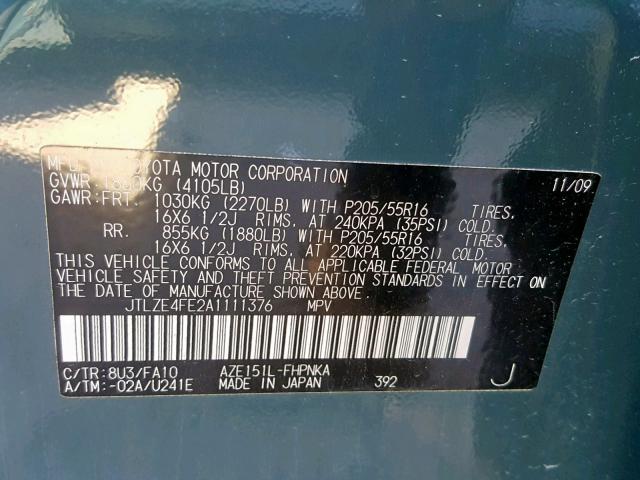 MFD. BY TOYOTA MOTOR CORPORATION 11/09
GVWR: KG (4105LB)
GAWR: FRT. 1030KG (2270LB) WITH P205/55R16 TIRES,
16X6 1/2J RIMS, AT 240KPA (35PSI) COLD.
RR. 855KG (1880LB) WITH P205/55R16 TIRES,
16X6 1/2J RIMS, AT 220KPA (32PSI) COLD.
THIS VEHICLE CONFORMS TO ALL APPLICABLE FEDERAL MOTOR
VEHICLE SAFETY AND THEFT PREVENTION STANDARDS IN EFFECT ON
THE DATE OF MANUFACTURE SHOWN ABOVE.
JTLZE4FE2A1111376 MPV
C/TR: 8U3/FA10 AZE151L-FHPNKA
A/TM: -02A/U241E MADE IN JAPAN 392 J